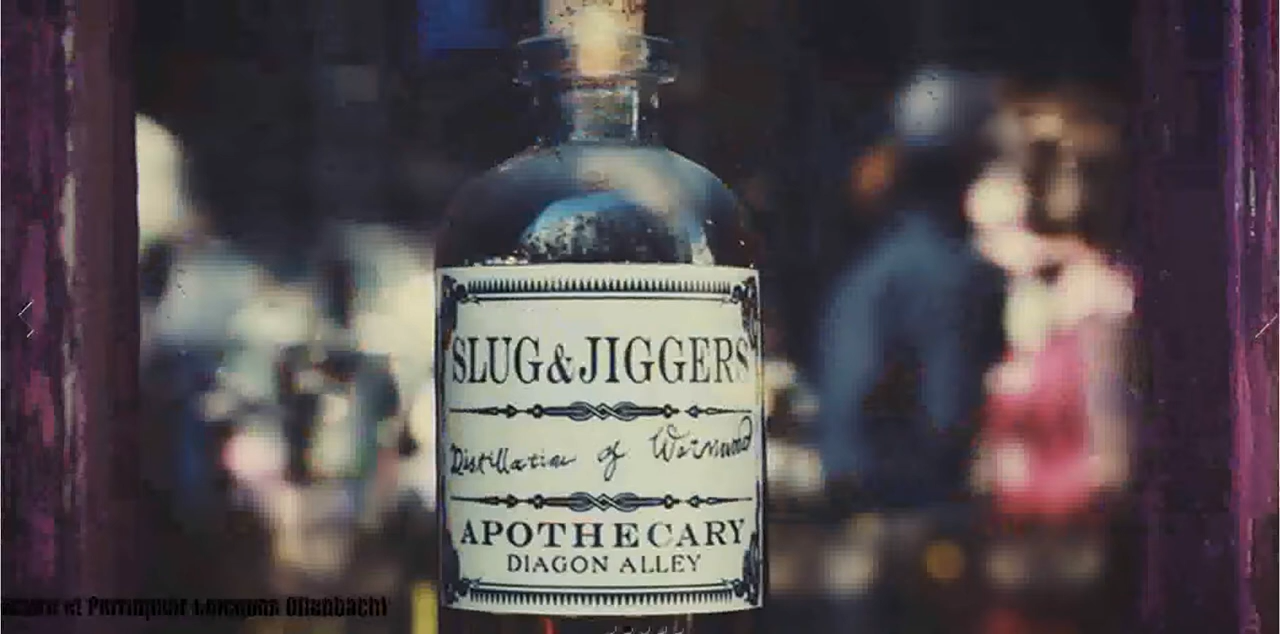 SLUG & JIGGERS
Distillation of Wormwood
APOTHECARY
DIAGON ALLEY